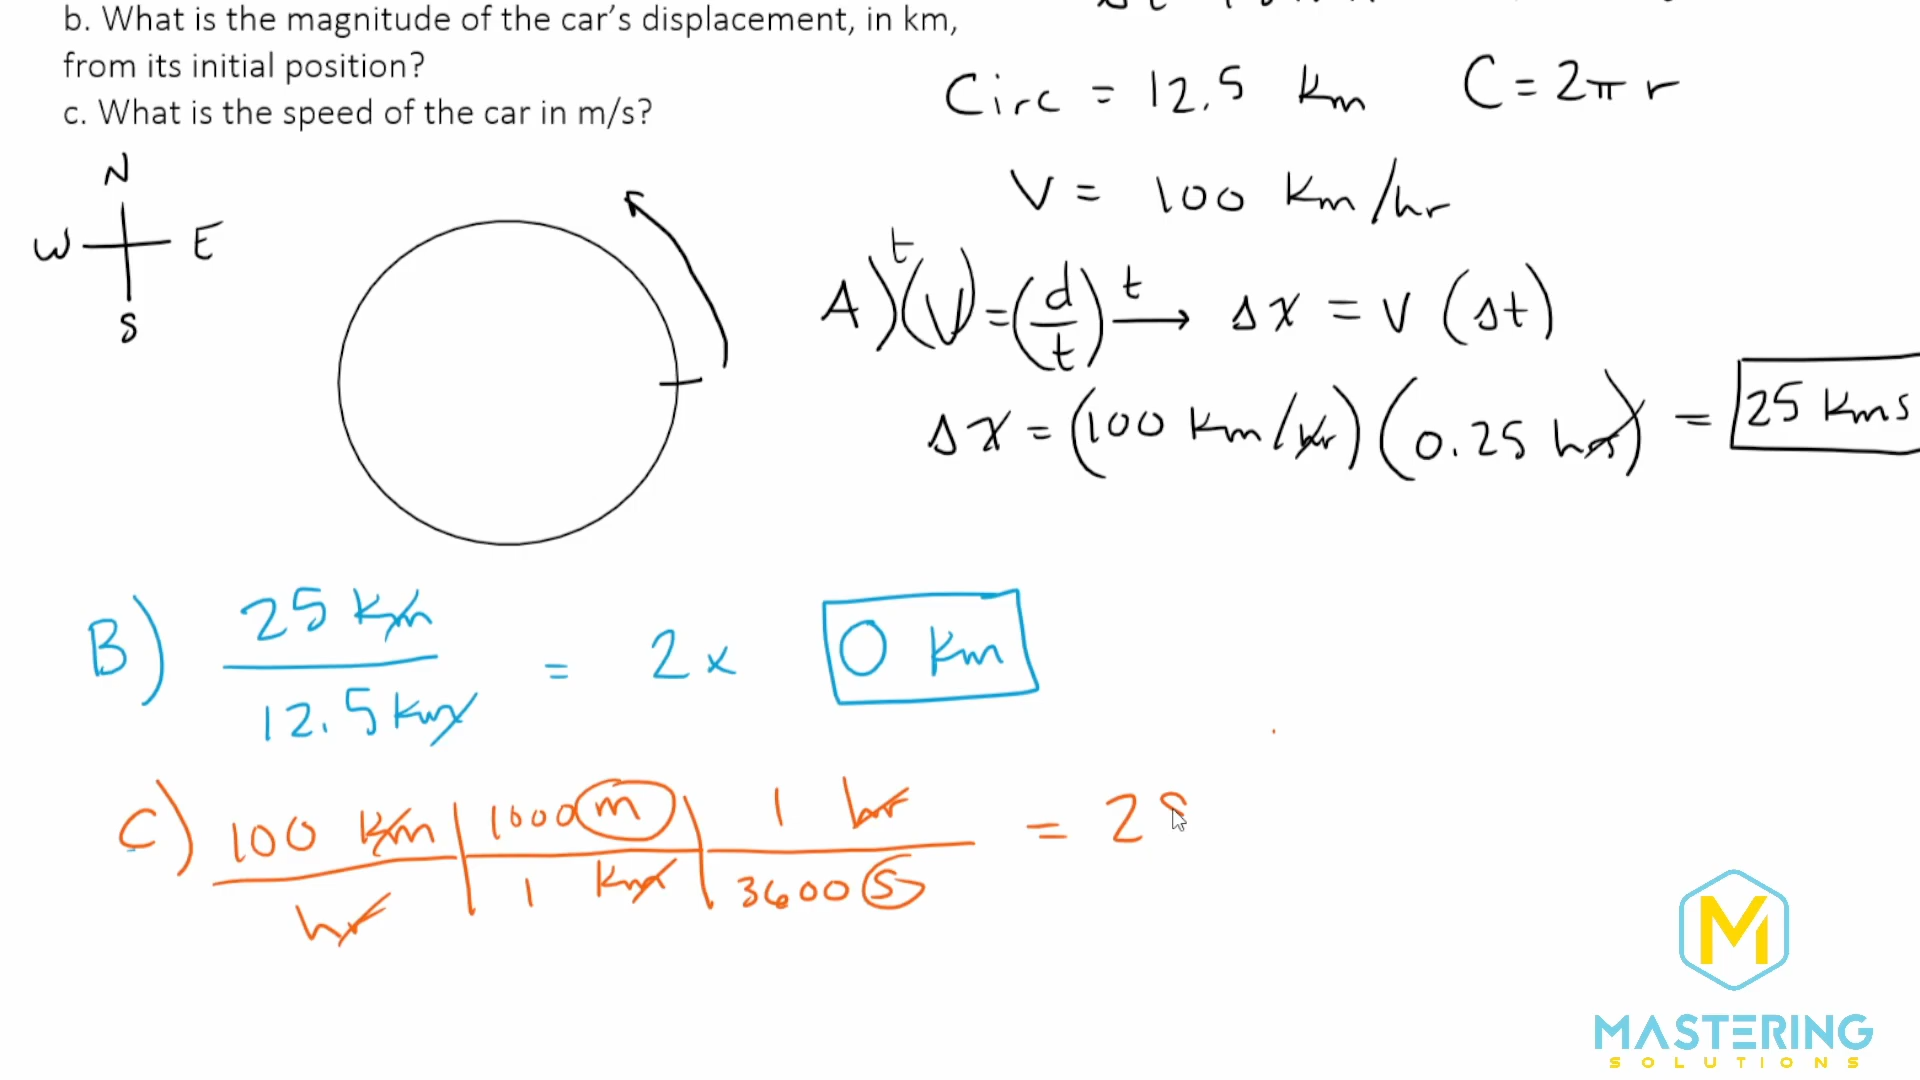 b. What is the magnitude of the car's displacement, in km,
from its initial position?
c. What is the speed of the car in m/s?
Circ = 12.5 Km C = 2π r
V = 100 Km/hr
N
W E
S
A) t(V) = (d/t) t → Δx = V (Δt)
Δx = (100 Km/hr) (0.25 hrs) = 25 Kms
B) 25 Km / 12.5 Km = 2x 0 Km
C) 100 Km / hr | 1000 m / 1 Km | 1 hr / 3600 s = 28
MASTERING
SOLUTIONS